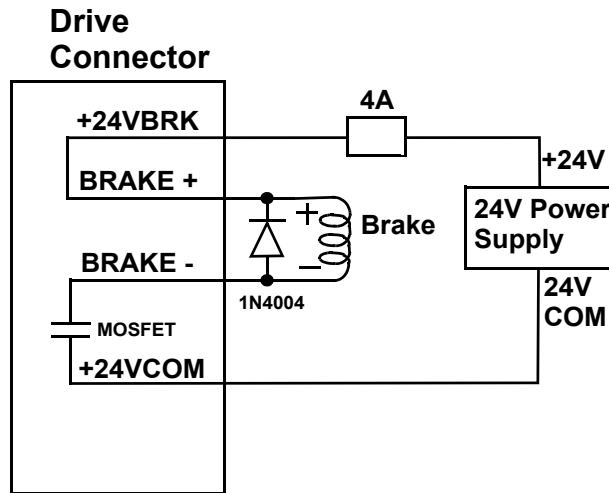 Drive
Connector
+24VBRK
4A
+24V
BRAKE +
+
Brake
24V Power
Supply
BRAKE -
–
1N4004
24V
COM
MOSFET
+24VCOM